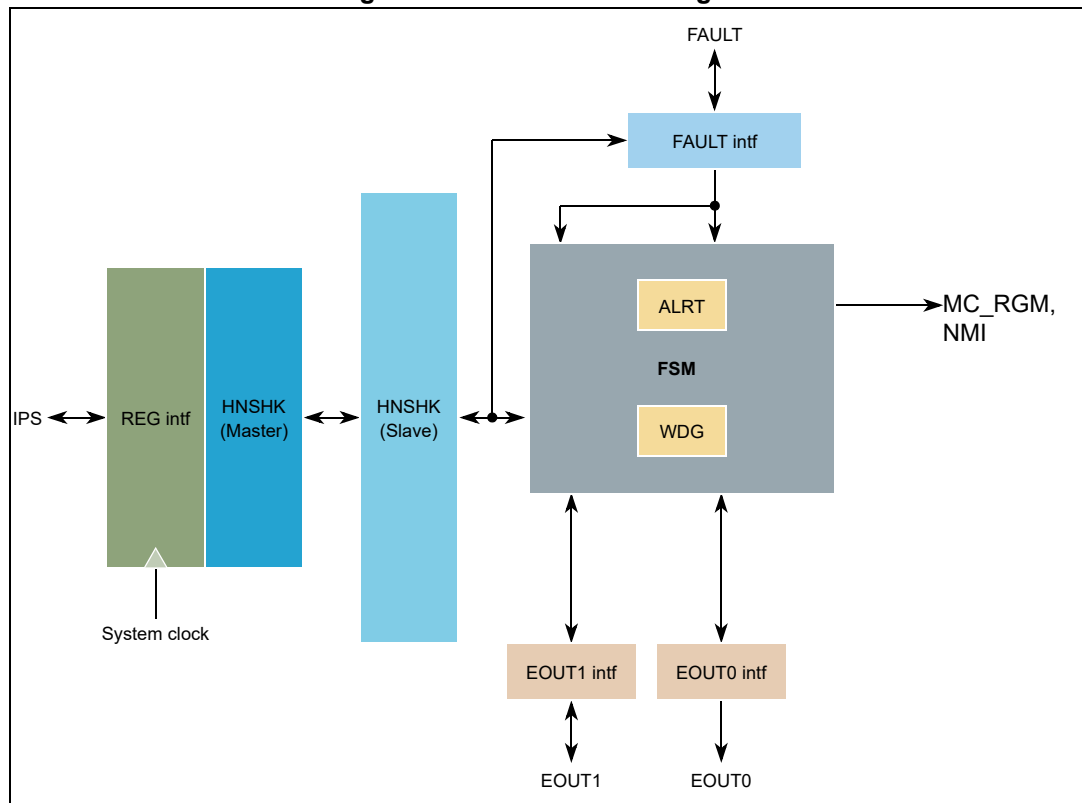 FAULT
FAULT intf
ALRT
MC_RGM,
NMI
FSM
IPS
REG intf
HNSHK
(Master)
HNSHK
(Slave)
WDG
System clock
EOUT1 intf
EOUT0 intf
EOUT1
EOUT0